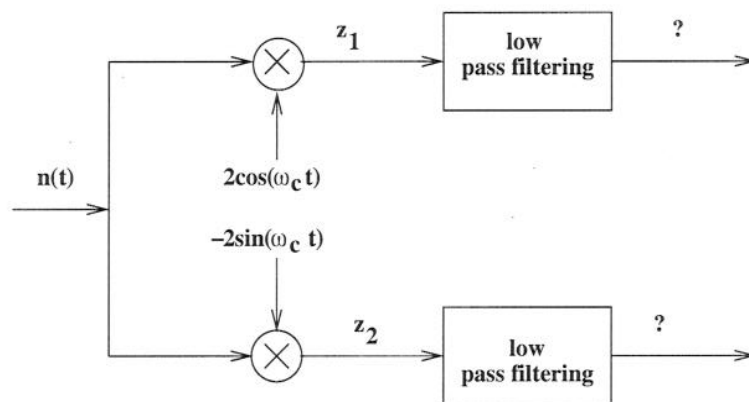 z1
low
pass filtering
?
n(t)
2cos(ωc t)
−2sin(ωc t)
z2
low
pass filtering
?